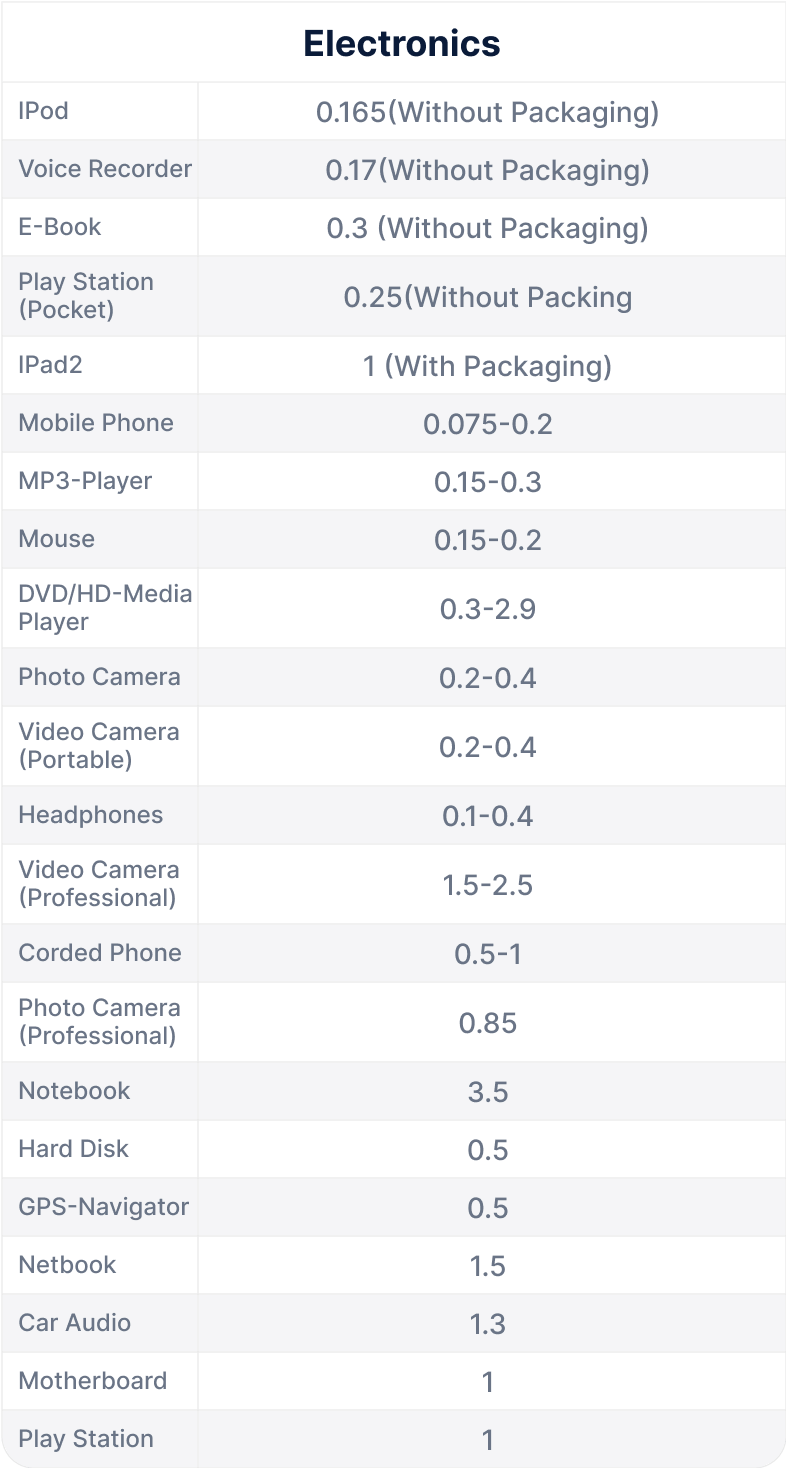 Electronics
IPod
0.165(Without Packaging)
Voice Recorder
0.17(Without Packaging)
E-Book
0.3 (Without Packaging)
Play Station
(Pocket)
0.25(Without Packing
IPad2
1 (With Packaging)
Mobile Phone
0.075-0.2
MP3-Player
0.15-0.3
Mouse
0.15-0.2
DVD/HD-Media
Player
0.3-2.9
Photo Camera
0.2-0.4
Video Camera
(Portable)
0.2-0.4
Headphones
0.1-0.4
Video Camera
(Professional)
1.5-2.5
Corded Phone
0.5-1
Photo Camera
(Professional)
0.85
Notebook
3.5
Hard Disk
0.5
GPS-Navigator
0.5
Netbook
1.5
Car Audio
1.3
Motherboard
1
Play Station
1